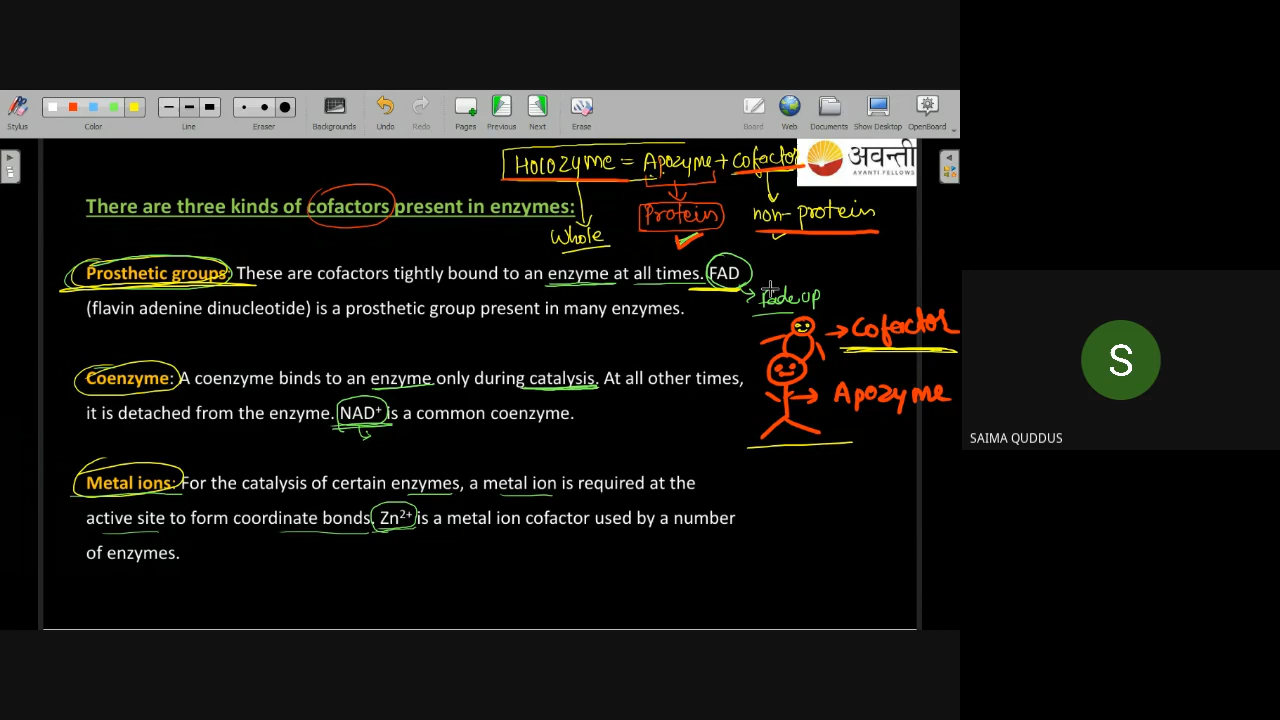 Stylus
Color
Line
Eraser
Backgrounds
Undo
Redo
Pages
Previous
Next
Erase
Board
Web
Documents
Show Desktop
OpenBoard
Holozyme = Apozyme + Cofactor
अवन्ती
AVANTI FELLOWS
There are three kinds of cofactors present in enzymes:
Protein
non-protein
Whole
Prosthetic groups: These are cofactors tightly bound to an enzyme at all times. FAD
(flavin adenine dinucleotide) is a prosthetic group present in many enzymes.
up
Cofactor
Coenzyme: A coenzyme binds to an enzyme only during catalysis. At all other times,
it is detached from the enzyme. NAD⁺ is a common coenzyme.
Apozyme
Metal ions: For the catalysis of certain enzymes, a metal ion is required at the
active site to form coordinate bonds. Zn²⁺ is a metal ion cofactor used by a number
of enzymes.
S
SAIMA QUDDUS